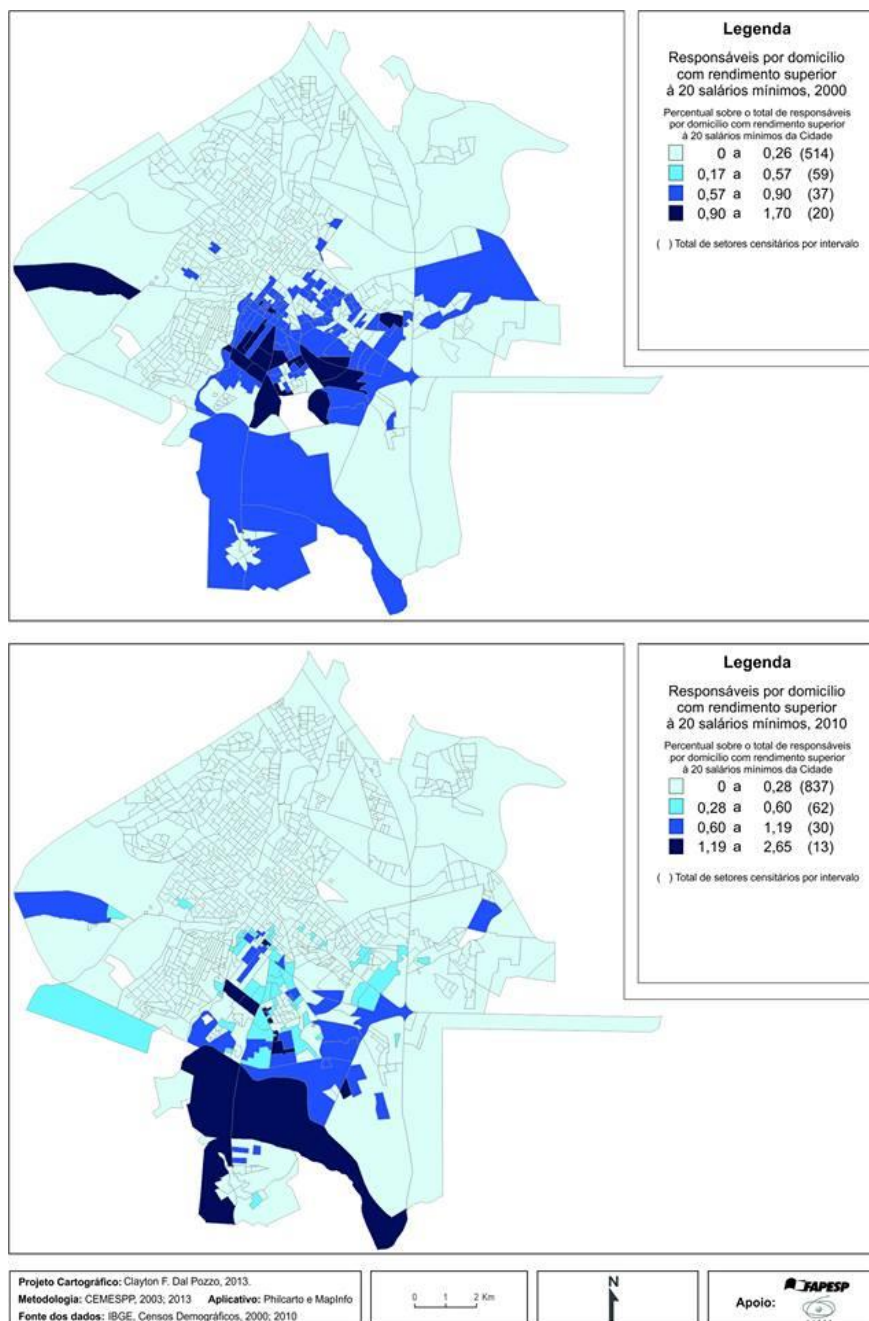 Legenda
Responsáveis por domicílio
com rendimento superior
à 20 salários mínimos, 2000
Percentual sobre o total de responsáveis
por domicílio com rendimento superior
à 20 salários mínimos da Cidade
0 a 0,26 (514)
0,17 a 0,57 (59)
0,57 a 0,90 (37)
0,90 a 1,70 (20)
( ) Total de setores censitários por intervalo
Legenda
Responsáveis por domicílio
com rendimento superior
à 20 salários mínimos, 2010
Percentual sobre o total de responsáveis
por domicílio com rendimento superior
à 20 salários mínimos da Cidade
0 a 0,28 (837)
0,28 a 0,60 (62)
0,60 a 1,19 (30)
1,19 a 2,65 (13)
( ) Total de setores censitários por intervalo
Projeto Cartográfico: Clayton F. Dal Pozzo, 2013.
Metodologia: CEMESPP, 2003; 2013 Aplicativo: Philcarto e MapInfo
Fonte dos dados: IBGE, Censos Demográficos, 2000; 2010
0 1 2 Km
N
Apoio:
FAPESP